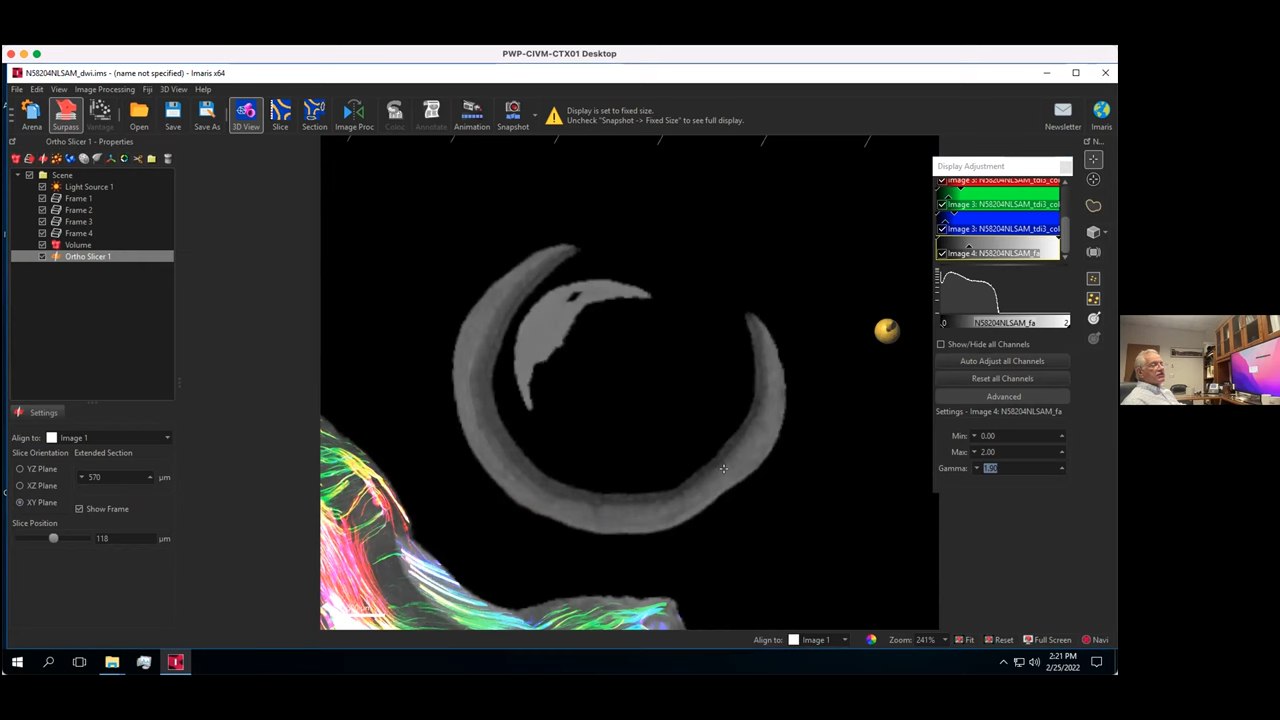 PWP-CIVM-CTX01 Desktop
N58204NLSAM_dwi.ims - (name not specified) - Imaris x64
File Edit View Image Processing Fiji 3D View Help
Arena Surpass Vantage Open Save Save As 3D View Slice Section Image Proc Coloc Annotate Animation Snapshot
Display is set to fixed size.
Uncheck "Snapshot -> Fixed Size" to see full display.
Newsletter Imaris
Ortho Slicer 1 - Properties
N...
Scene
Light Source 1
Frame 1
Frame 2
Frame 3
Frame 4
Volume
Ortho Slicer 1
Display Adjustment
Image 3: N58204NLSAM_tdi3_col
Image 3: N58204NLSAM_tdi3_col
Image 3: N58204NLSAM_tdi3_col
Image 4: N58204NLSAM_fa
0 N58204NLSAM_fa 2
Show/Hide all Channels
Auto Adjust all Channels
Reset all Channels
Advanced
Settings - Image 4: N58204NLSAM_fa
Min: 0.00
Max: 2.00
Gamma: 1.90
Settings
Align to: Image 1
Slice Orientation Extended Section
YZ Plane 570 µm
XZ Plane
XY Plane Show Frame
Slice Position
118 µm
Align to: Image 1 Zoom: 241% Fit Reset Full Screen Navi
2:21 PM
2/25/2022